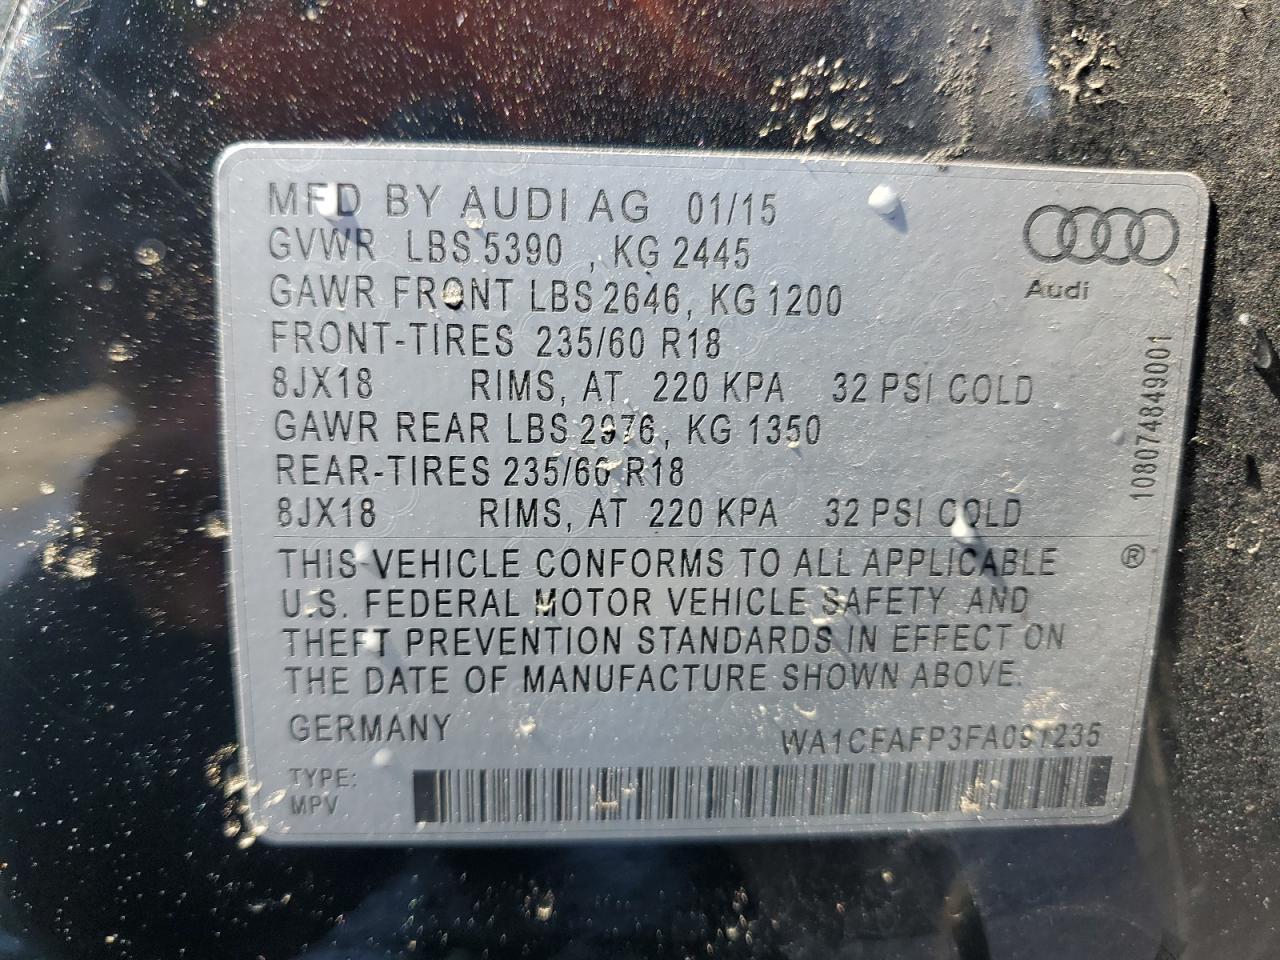 MFD BY AUDI AG 01/15
GVWR LBS 5390 , KG 2445
GAWR FRONT LBS 2646, KG 1200
FRONT-TIRES 235/60 R18
8JX18 RIMS, AT 220 KPA 32 PSI COLD
GAWR REAR LBS 2976, KG 1350
REAR-TIRES 235/60 R18
8JX18 RIMS, AT 220 KPA 32 PSI COLD
THIS VEHICLE CONFORMS TO ALL APPLICABLE
U.S. FEDERAL MOTOR VEHICLE SAFETY AND
THEFT PREVENTION STANDARDS IN EFFECT ON
THE DATE OF MANUFACTURE SHOWN ABOVE.
GERMANY
WA1CFAFP3FA091235
TYPE:
MPV
Audi
108074849001
®